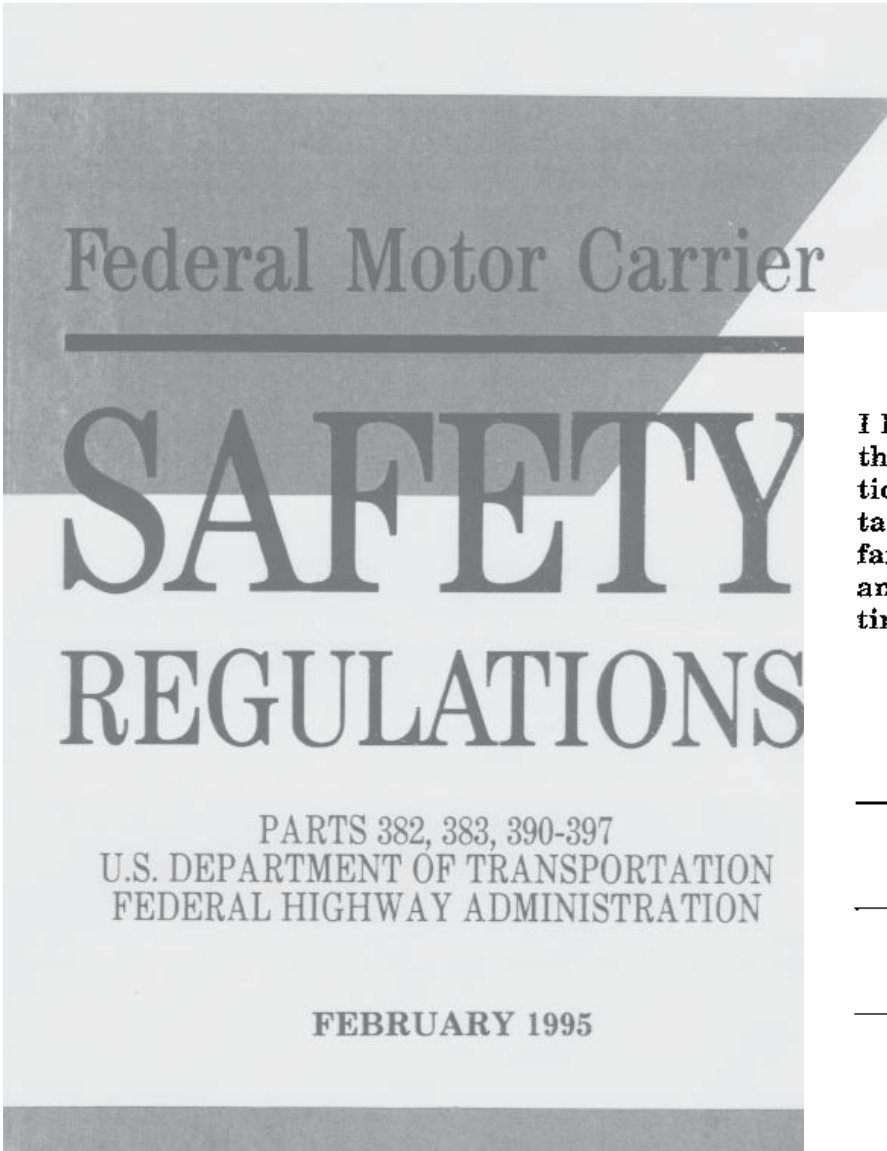 Federal Motor Carrier
SAFETY
REGULATIONS
PARTS 382, 383, 390-397
U.S. DEPARTMENT OF TRANSPORTATION
FEDERAL HIGHWAY ADMINISTRATION
FEBRUARY 1995
I